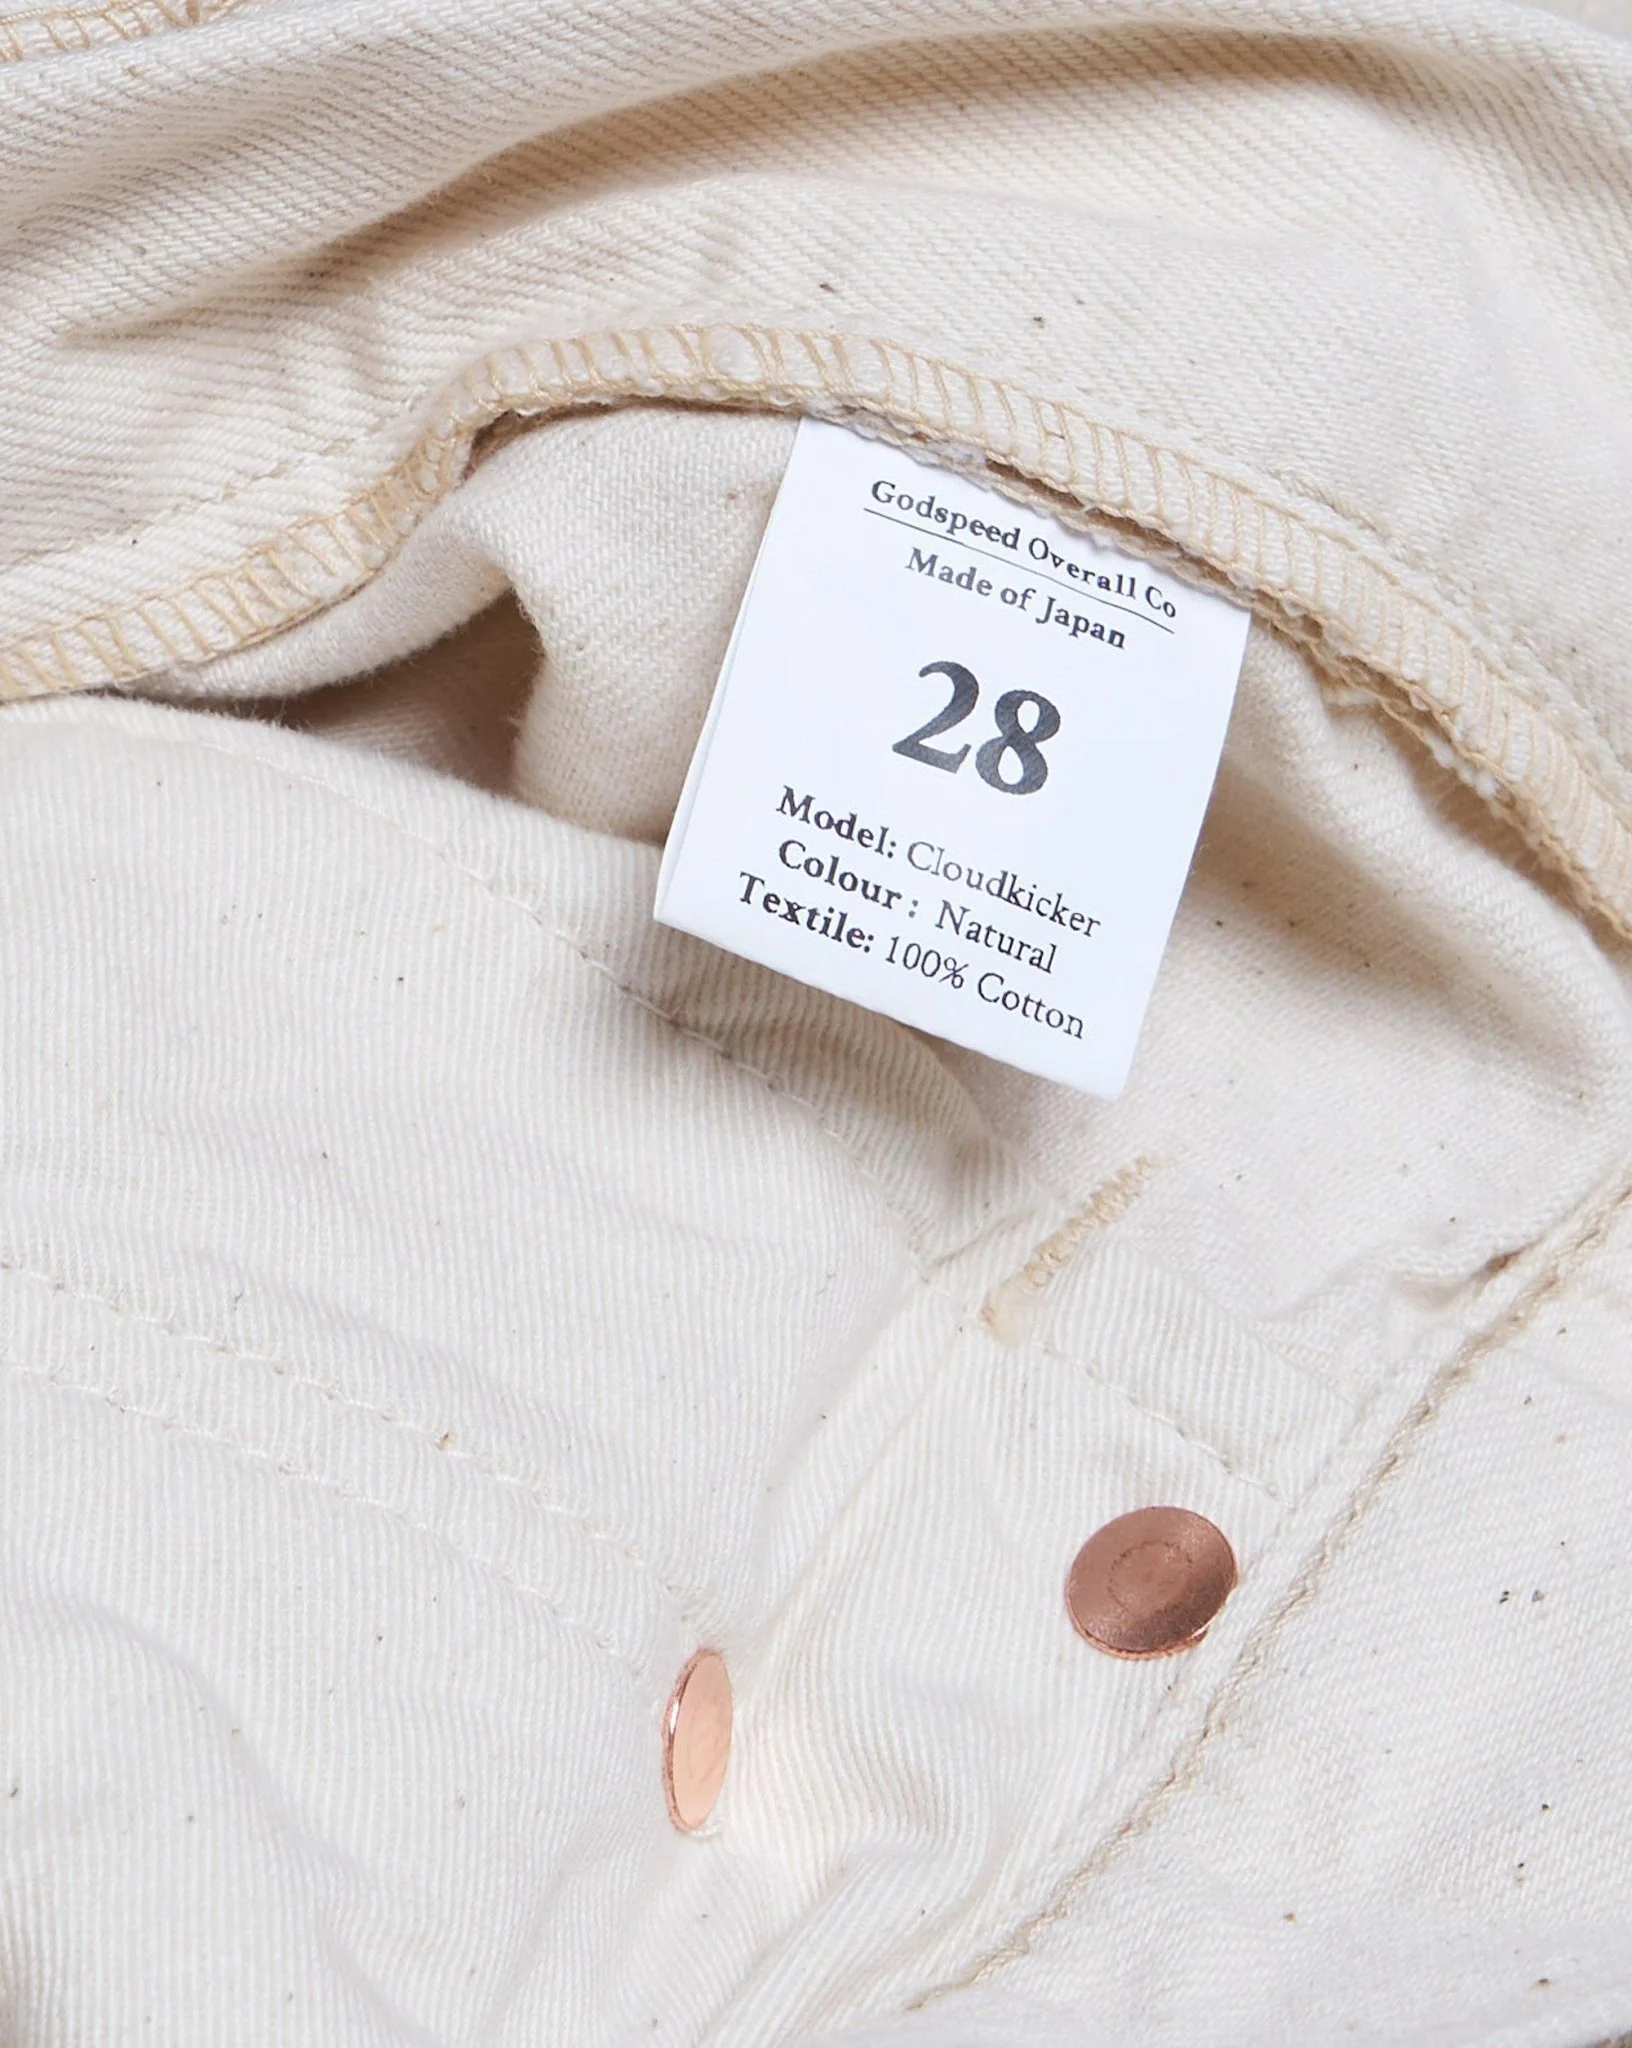 Godspeed Overall Co
Made of Japan
28
Model: Cloudkicker
Colour : Natural
Textile: 100% Cotton